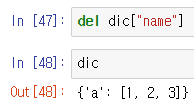 In [47]: del dic["name"]
In [48]: dic
Out[48]: {'a': [1, 2, 3]}